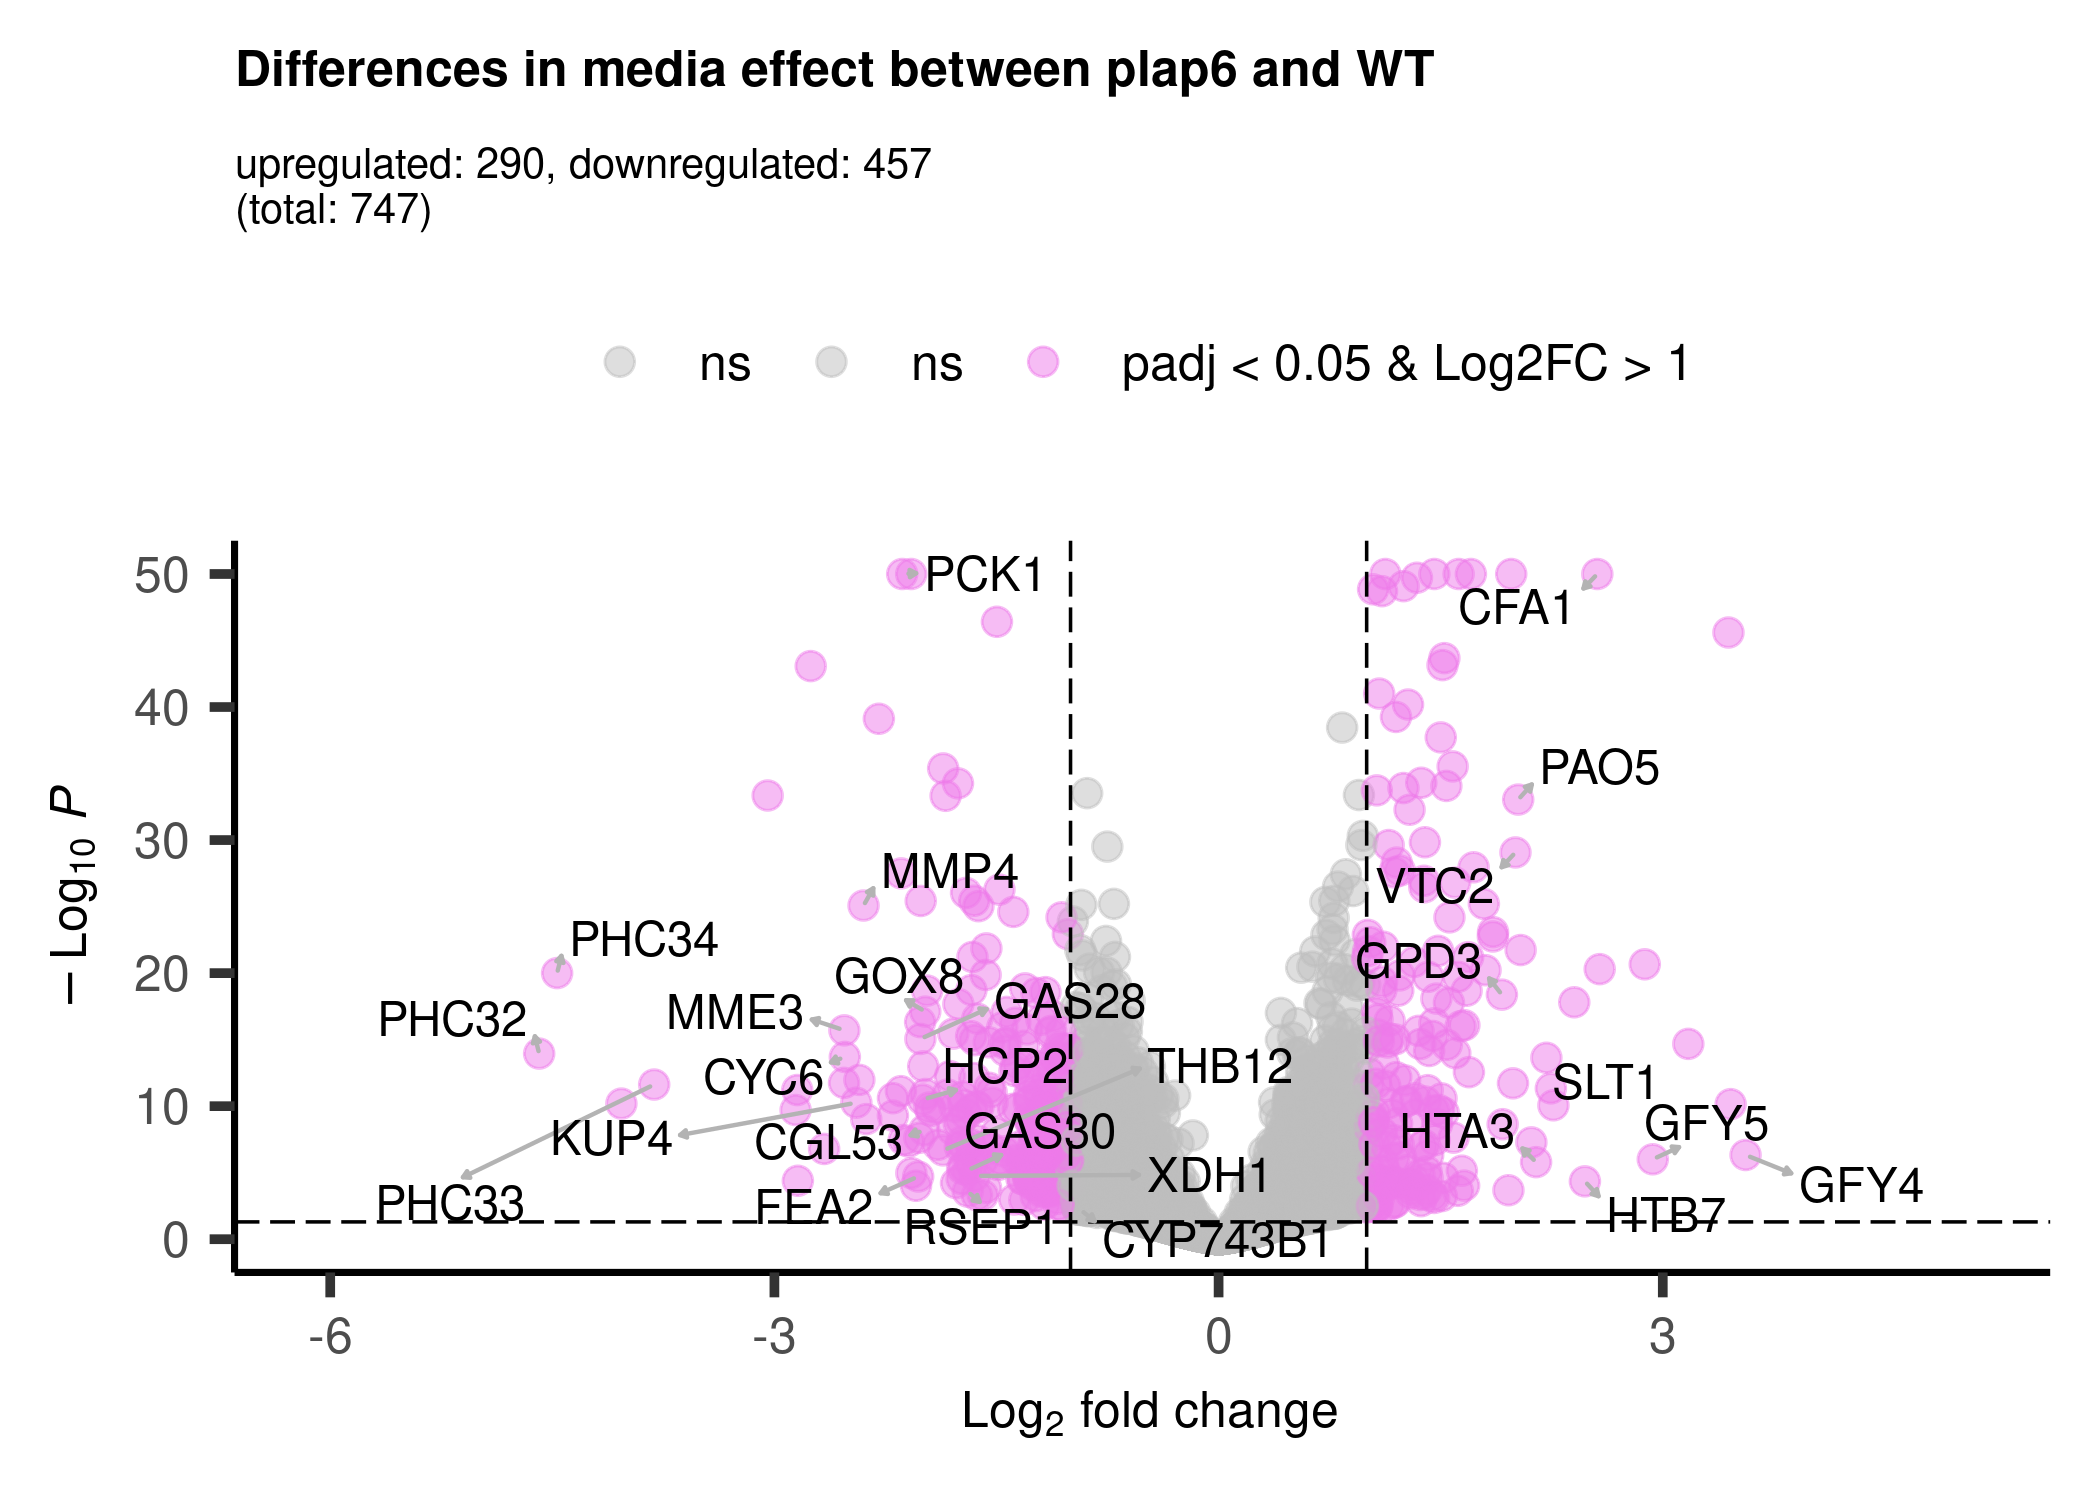 Differences in media effect between plap6 and WT
upregulated: 290, downregulated: 457
(total: 747)
ns ns padj < 0.05 & Log2FC > 1
− Log10 P
50
40
30
20
10
0
PCK1
CFA1
PAO5
MMP4
VTC2
PHC34
GOX8
GPD3
PHC32
MME3
GAS28
CYC6
HCP2
THB12
SLT1
KUP4
CGL53
GAS30
HTA3
GFY5
PHC33
FEA2
XDH1
GFY4
RSEP1
CYP743B1
HTB7
-6 -3 0 3
Log2 fold change